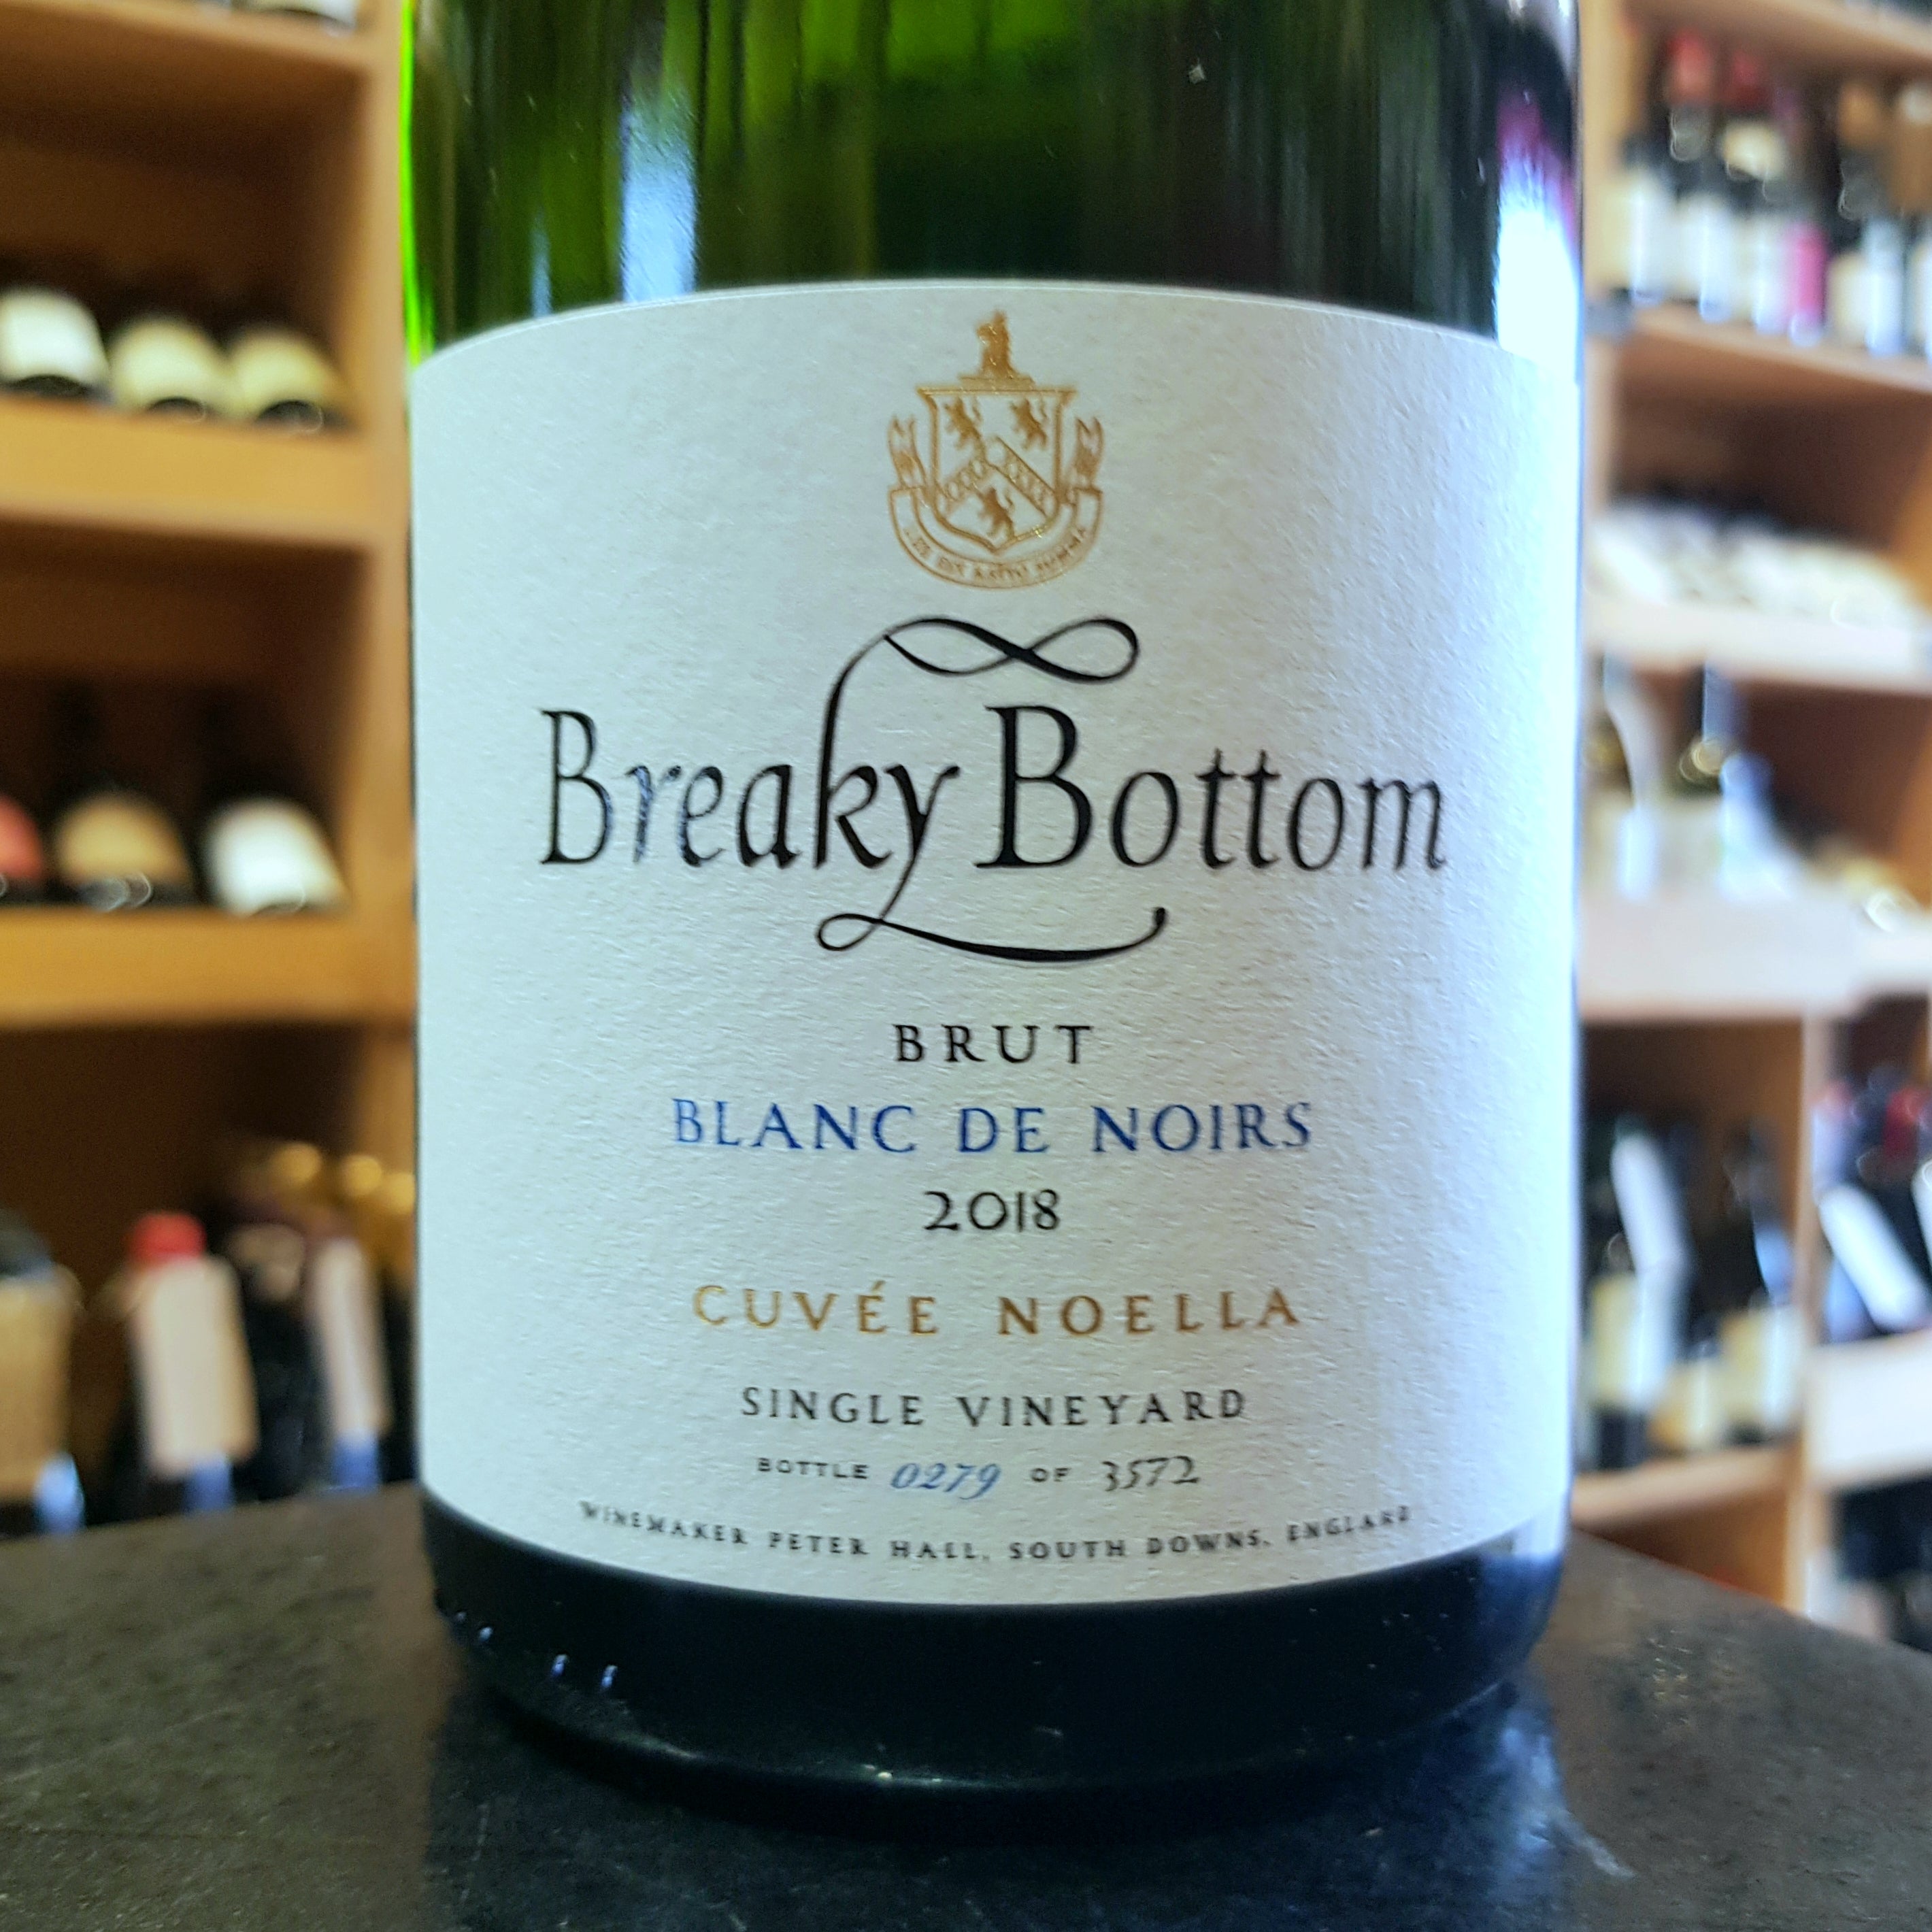 Breaky Bottom
BRUT
BLANC DE NOIRS
2018
CUVÉE NOELLA
SINGLE VINEYARD
BOTTLE 0279 OF 3572
WINEMAKER PETER HALL, SOUTH DOWNS, ENGLAND